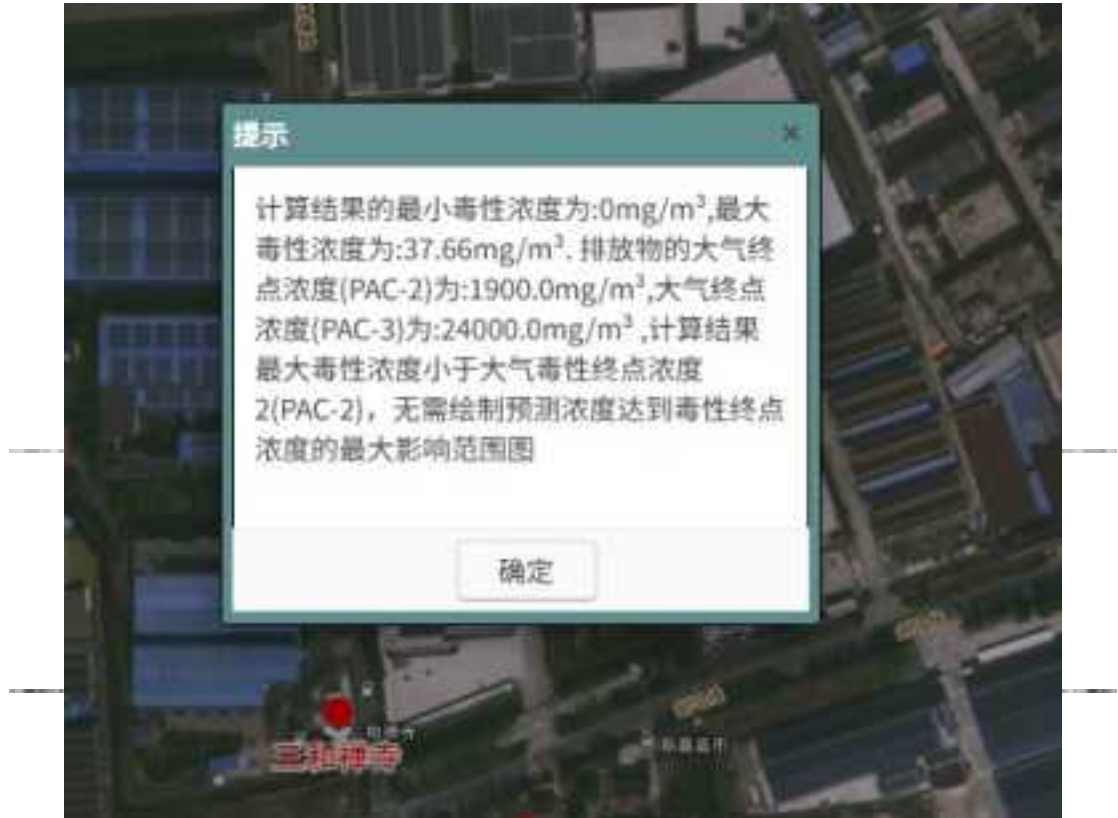 提示
计算结果的最小毒性浓度为:0mg/m³,最大
毒性浓度为:37.66mg/m³. 排放物的大气终
点浓度(PAC-2)为:1900.0mg/m³,大气终点
浓度(PAC-3)为:24000.0mg/m³ ,计算结果
最大毒性浓度小于大气毒性终点浓度
2(PAC-2)，无需绘制预测浓度达到毒性终点
浓度的最大影响范围图
确定
三和禅寺